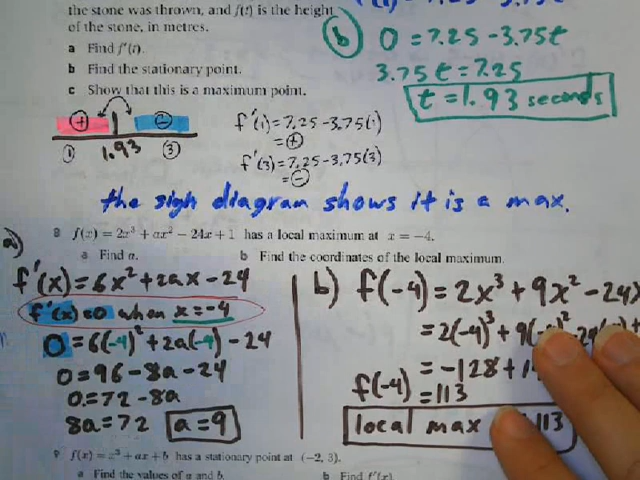 the stone was thrown, and f(t) is the height
of the stone, in metres.
a Find f'(t).
b Find the stationary point.
c Show that this is a maximum point.
b 0 = 7.25 - 3.75t
3.75t = 7.25
t = 1.93 seconds
+ −
1 1.93 3
f'(1) = 7.25 - 3.75(1)
= +
f'(3) = 7.25 - 3.75(3)
= −
the sign diagram shows it is a max.
8 f(x) = 2x³ + ax² − 24x + 1 has a local maximum at x = −4.
a Find a. b Find the coordinates of the local maximum.
a)
f'(x) = 6x² + 2ax - 24
f'(x) = 0 when x = -4
0 = 6(-4)² + 2a(-4) - 24
0 = 96 - 8a - 24
0 = 72 - 8a
8a = 72 a = 9
b) f(-4) = 2x³ + 9x² - 24x
= 2(-4)³ + 9(
= -128 +
f(-4) = 113
local max 113
9 f(x) = x³ + ax + b has a stationary point at (−2, 3).
a Find the values of a and b. b Find f'(x).